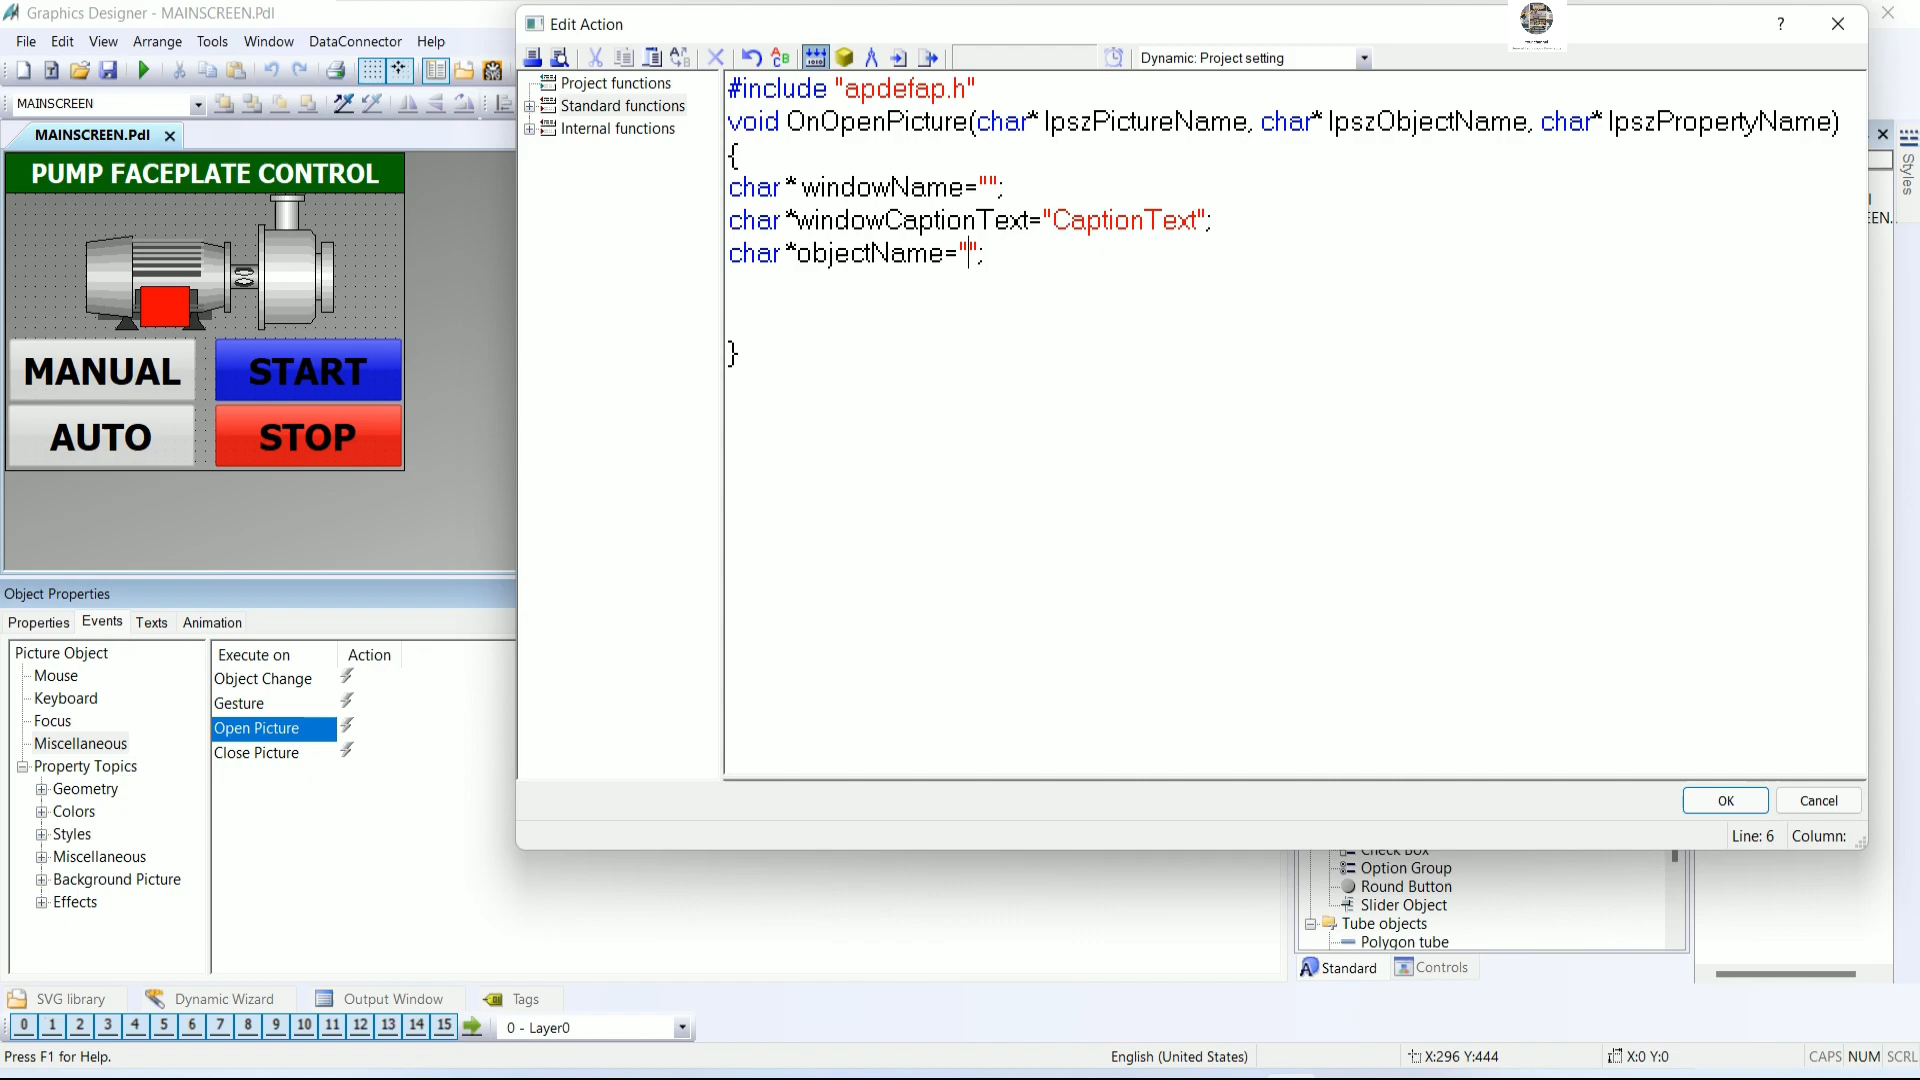 Graphics Designer - MAINSCREEN.Pdl
File Edit View Arrange Tools Window DataConnector Help
MAINSCREEN
MAINSCREEN.Pdl
PUMP FACEPLATE CONTROL
MANUAL START
AUTO STOP
Edit Action
Dynamic: Project setting
Project functions
Standard functions
Internal functions
#include "apdefap.h"
void OnOpenPicture(char* lpszPictureName, char* lpszObjectName, char* lpszPropertyName)
{
char* windowName="";
char *windowCaptionText="CaptionText";
char *objectName="";
}
OK Cancel
Line: 6 Column:
Styles
EN.
Object Properties
Properties Events Texts Animation
Picture Object
Mouse
Keyboard
Focus
Miscellaneous
Property Topics
Geometry
Colors
Styles
Miscellaneous
Background Picture
Effects
Execute on Action
Object Change
Gesture
Open Picture
Close Picture
Check Box
Option Group
Round Button
Slider Object
Tube objects
Polygon tube
Standard Controls
SVG library Dynamic Wizard Output Window Tags
0 1 2 3 4 5 6 7 8 9 10 11 12 13 14 15 0 - Layer0
Press F1 for Help. English (United States) X:296 Y:444 X:0 Y:0 CAPS NUM SCRL